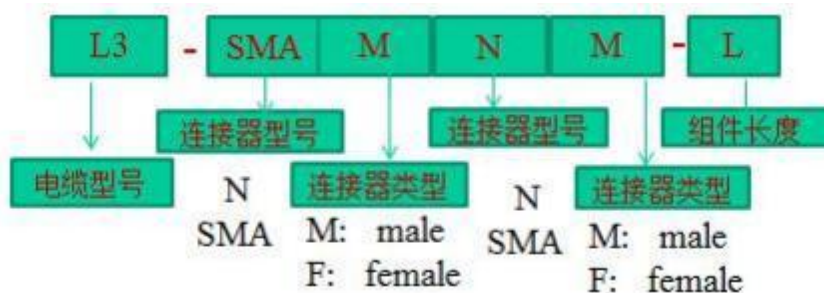 L3 - SMA M N M - L
连接器型号 连接器型号 组件长度
电缆型号 连接器类型 连接器类型
N N
SMA SMA
M: male M: male
F: female F: female